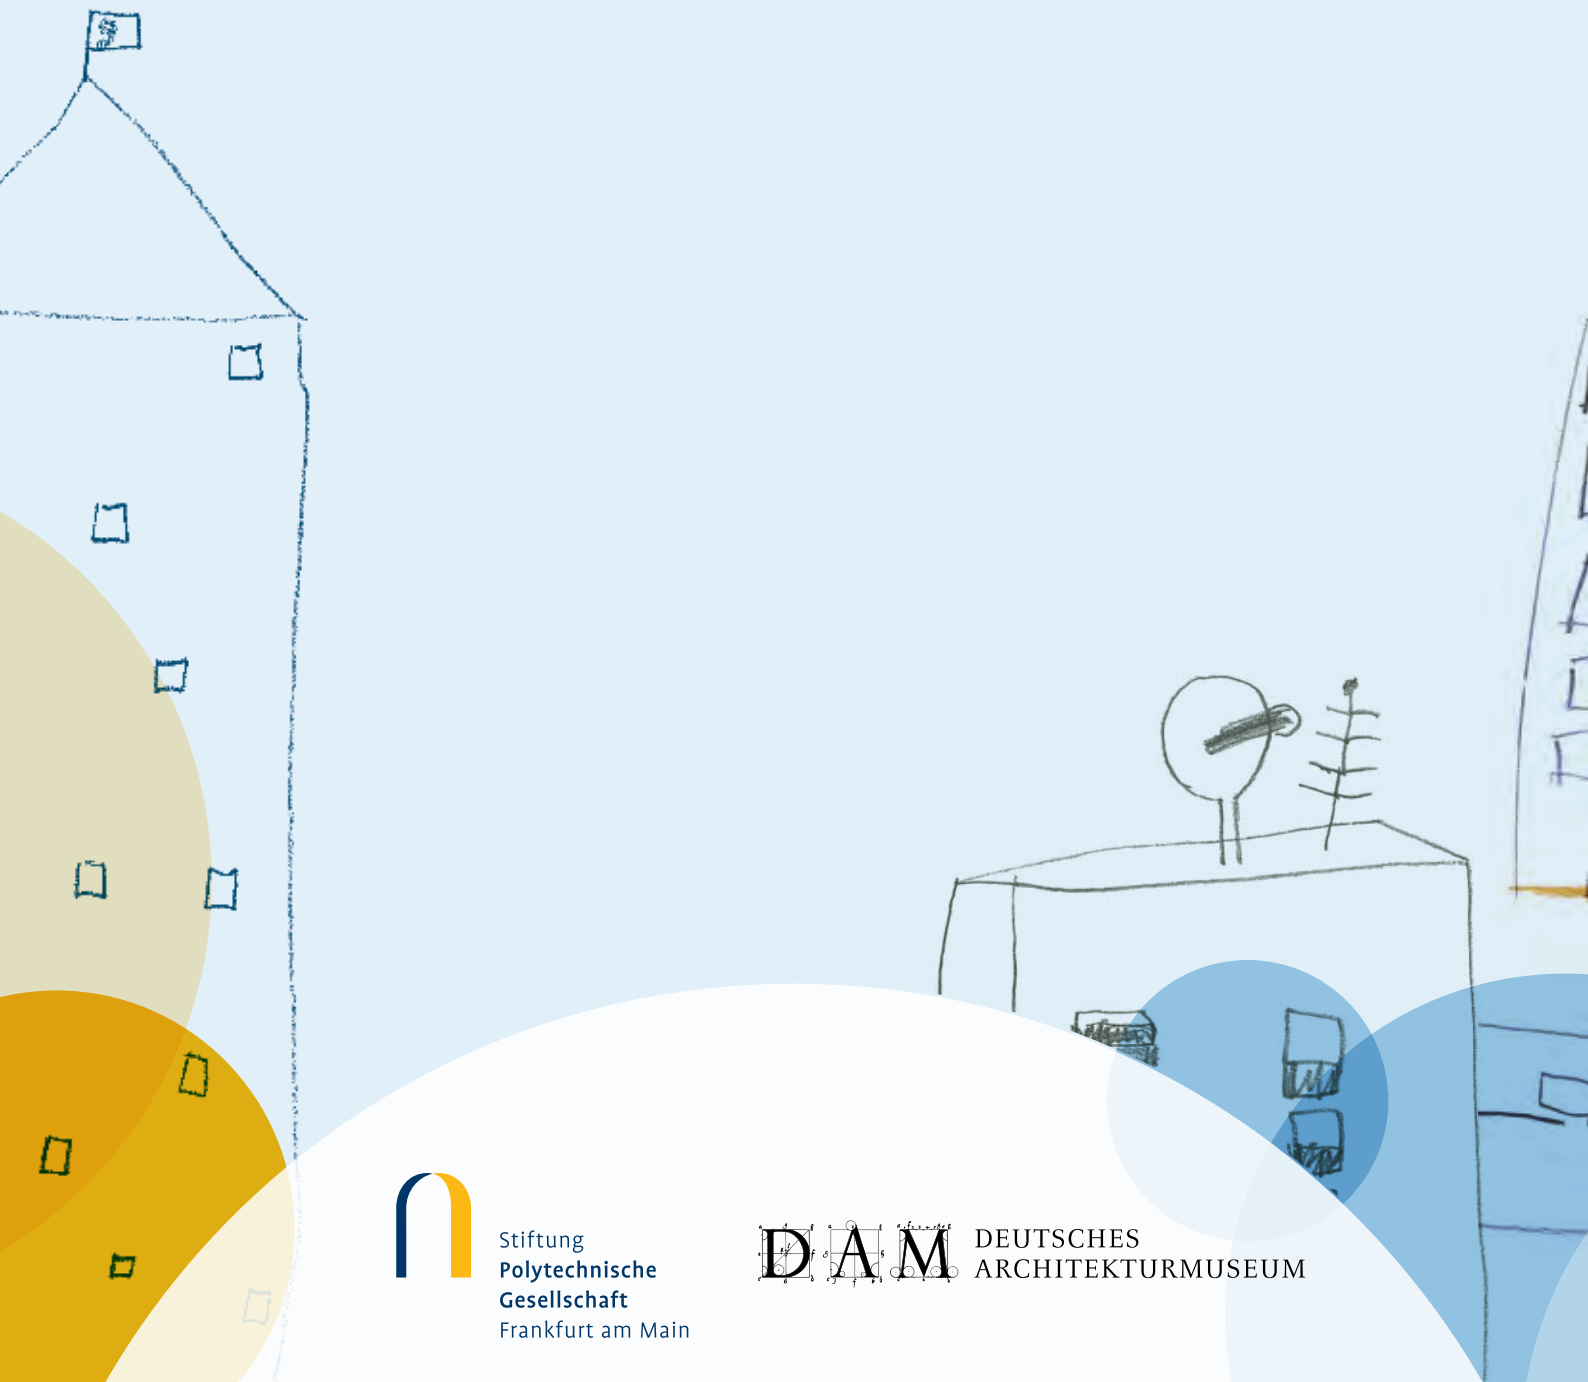 Stiftung
Polytechnische
Gesellschaft
Frankfurt am Main
DAM DEUTSCHES
ARCHITEKTURMUSEUM